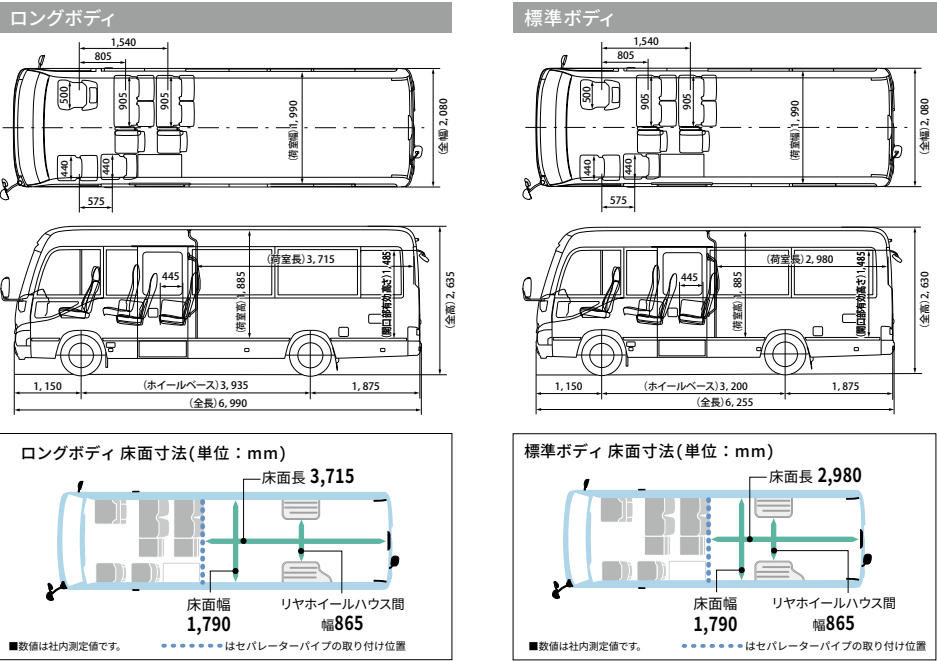 ロングボディ
1,540
805
500
905
905
(荷室幅)1,990
(全幅)2,080
440
440
575
(荷室長)3,715
445
(荷室高)1,885
(開口部有効高さ)1,485
(全高)2,635
1,150
(ホイールベース)3,935
1,875
(全長)6,990
ロングボディ 床面寸法(単位：mm)
床面長 3,715
床面幅
1,790
リヤホイールハウス間
幅865
■数値は社内測定値です。
はセパレーターパイプの取り付け位置
標準ボディ
1,540
805
500
905
905
(荷室幅)1,990
(全幅)2,080
440
440
575
(荷室長)2,980
445
(荷室高)1,885
(開口部有効高さ)1,485
(全高)2,630
1,150
(ホイールベース)3,200
1,875
(全長)6,255
標準ボディ 床面寸法(単位：mm)
床面長 2,980
床面幅
1,790
リヤホイールハウス間
幅865
■数値は社内測定値です。
はセパレーターパイプの取り付け位置